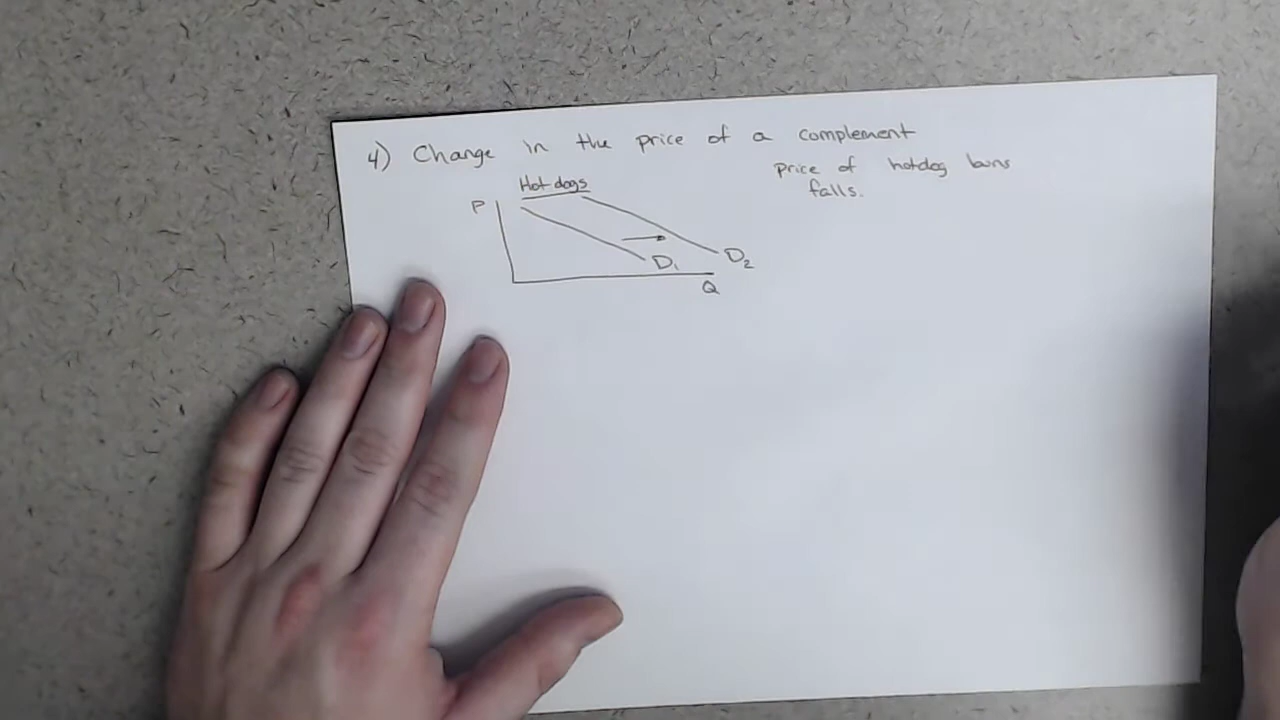 4) Change in the price of a complement
price of hotdog buns
falls.
Hot dogs
P
D₁
D₂
Q